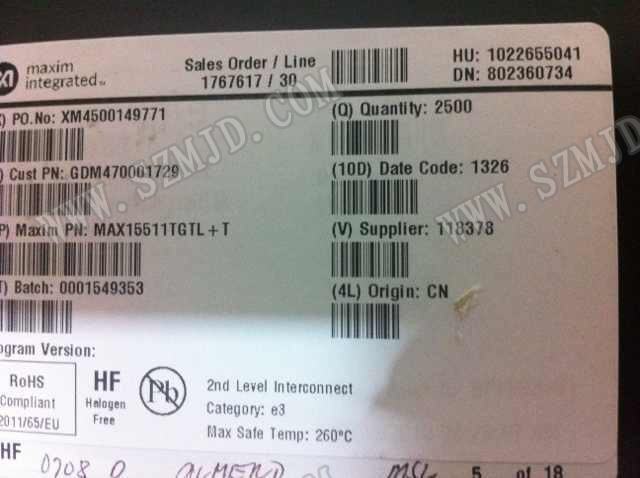 maxim
integrated™
Sales Order / Line
1767617 / 30
HU: 1022655041
DN: 802360734
) PO.No: XM4500149771
(Q) Quantity: 2500
) Cust PN: GDM470001729
(10D) Date Code: 1326
P) Maxim PN: MAX15511TGTL+T
(V) Supplier: 118378
T) Batch: 0001549353
(4L) Origin: CN
ogram Version:
RoHS
Compliant
2011/65/EU
HF
Halogen
Free
Pb
2nd Level Interconnect
Category: e3
Max Safe Temp: 260°C
HF
5 of 18
WWW.SZMJD.COM
WWW.SZMJD